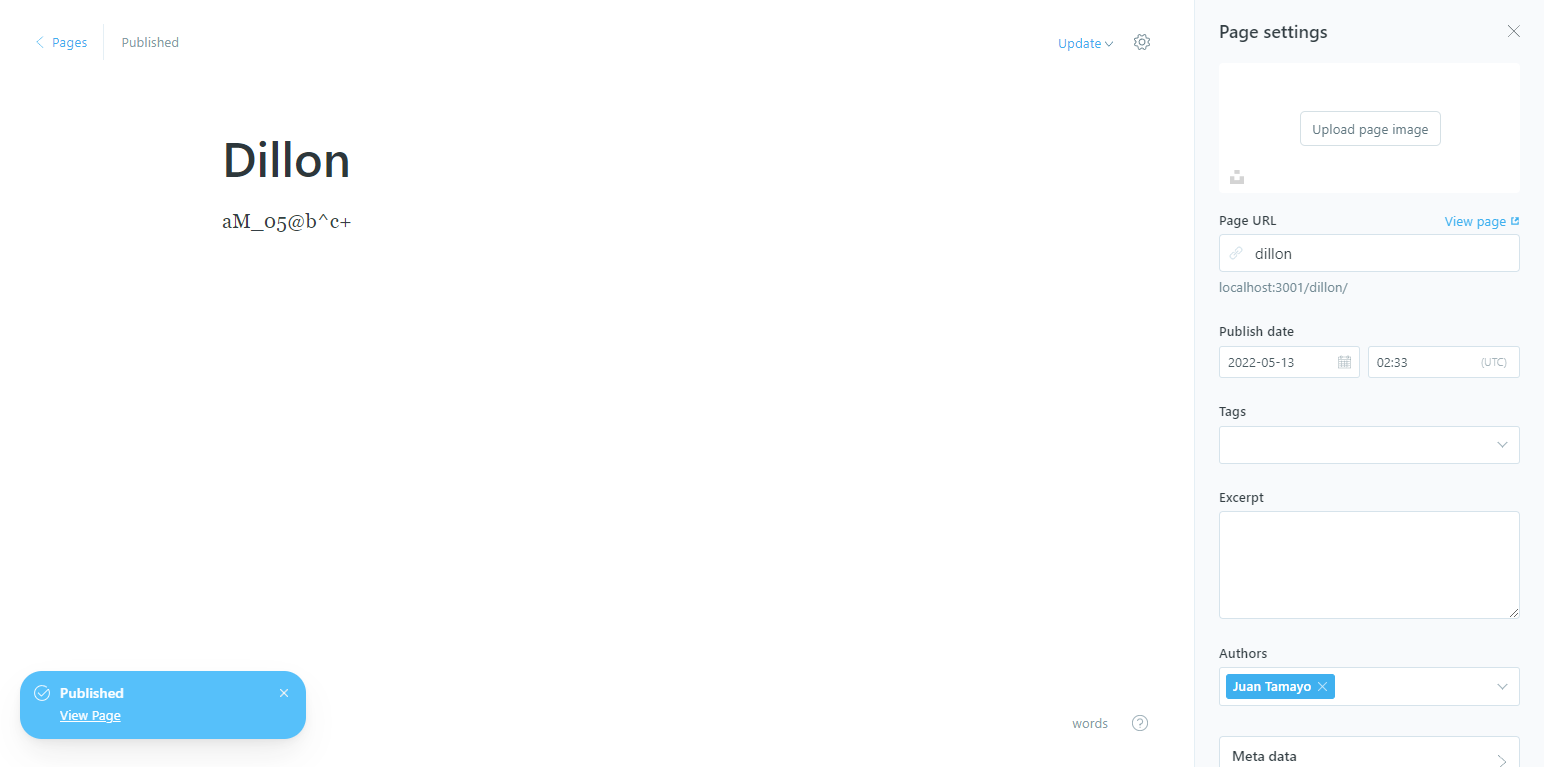 Pages
Published
Update
Dillon
aM_05@b^c+
Published
View Page
words
Page settings
Upload page image
Page URL
View page
dillon
localhost:3001/dillon/
Publish date
2022-05-13
02:33
(UTC)
Tags
Excerpt
Authors
Juan Tamayo
Meta data